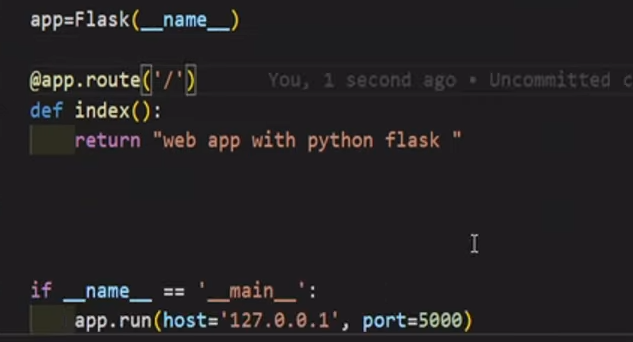 app=Flask(__name__)
@app.route('/') You, 1 second ago • Uncommitted
def index():
return "web app with python flask "
if __name__ == '__main__':
app.run(host='127.0.0.1', port=5000)